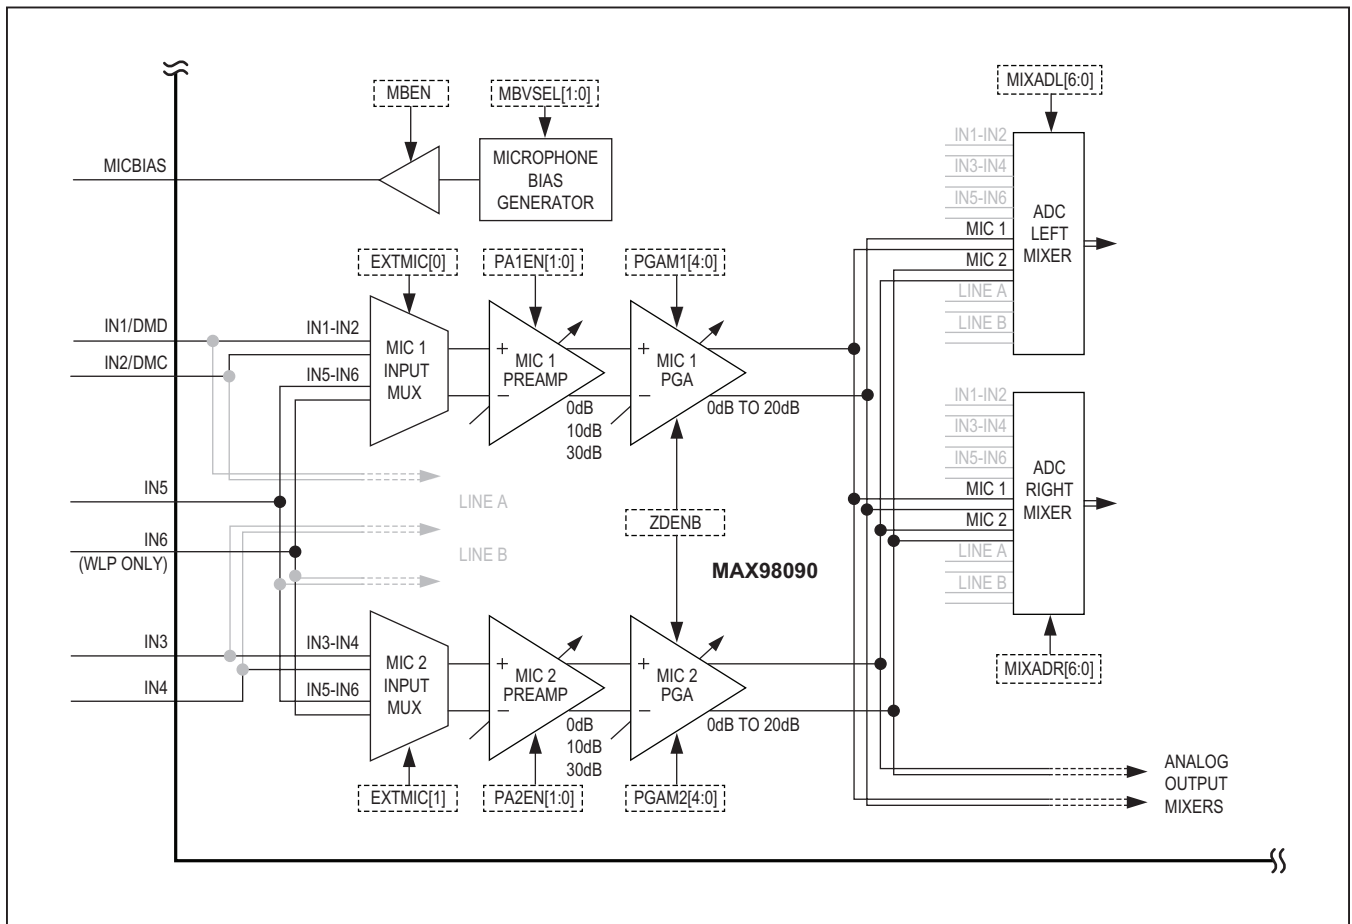 MBEN
MBVSEL[1:0]
MIXADL[6:0]
MICBIAS
MICROPHONE
BIAS
GENERATOR
IN1-IN2
IN3-IN4
IN5-IN6
MIC 1
MIC 2
LINE A
LINE B
ADC
LEFT
MIXER
EXTMIC[0]
PA1EN[1:0]
PGAM1[4:0]
IN1/DMD
IN2/DMC
IN1-IN2
IN5-IN6
MIC 1
INPUT
MUX
+
MIC 1
PREAMP
−
0dB
10dB
30dB
+
MIC 1
PGA
−
0dB TO 20dB
IN1-IN2
IN3-IN4
IN5-IN6
MIC 1
MIC 2
LINE A
LINE B
ADC
RIGHT
MIXER
IN5
LINE A
ZDENB
IN6
(WLP ONLY)
LINE B
MAX98090
IN3
IN4
IN3-IN4
IN5-IN6
MIC 2
INPUT
MUX
+
MIC 2
PREAMP
−
0dB
10dB
30dB
+
MIC 2
PGA
−
0dB TO 20dB
MIXADR[6:0]
EXTMIC[1]
PA2EN[1:0]
PGAM2[4:0]
ANALOG
OUTPUT
MIXERS